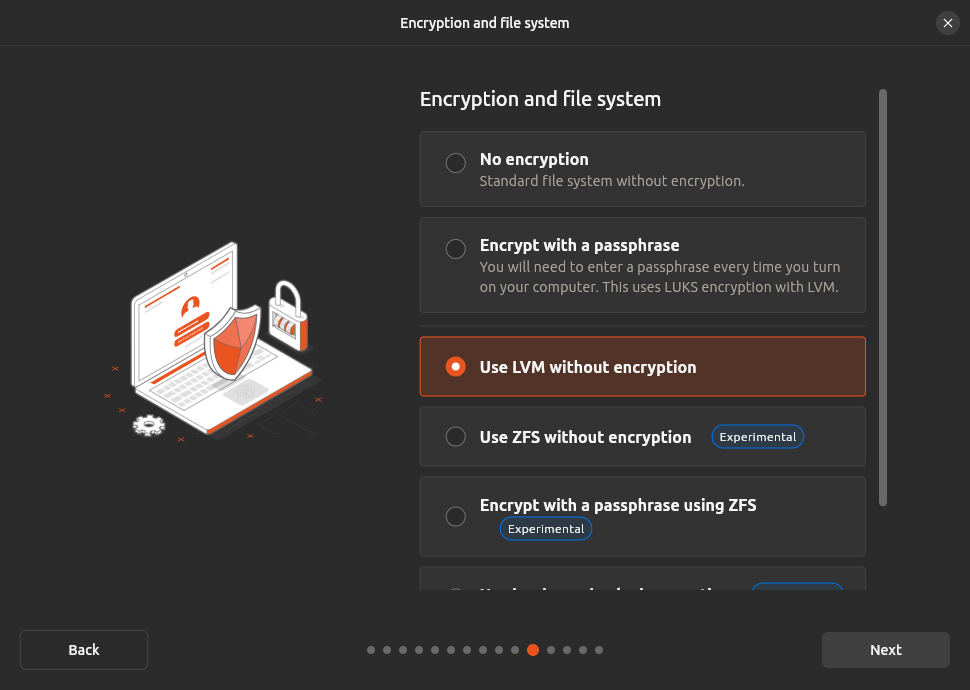 Encryption and file system
Encryption and file system
No encryption
Standard file system without encryption.
Encrypt with a passphrase
You will need to enter a passphrase every time you turn
on your computer. This uses LUKS encryption with LVM.
Use LVM without encryption
Use ZFS without encryption Experimental
Encrypt with a passphrase using ZFS
Experimental
Back
Next